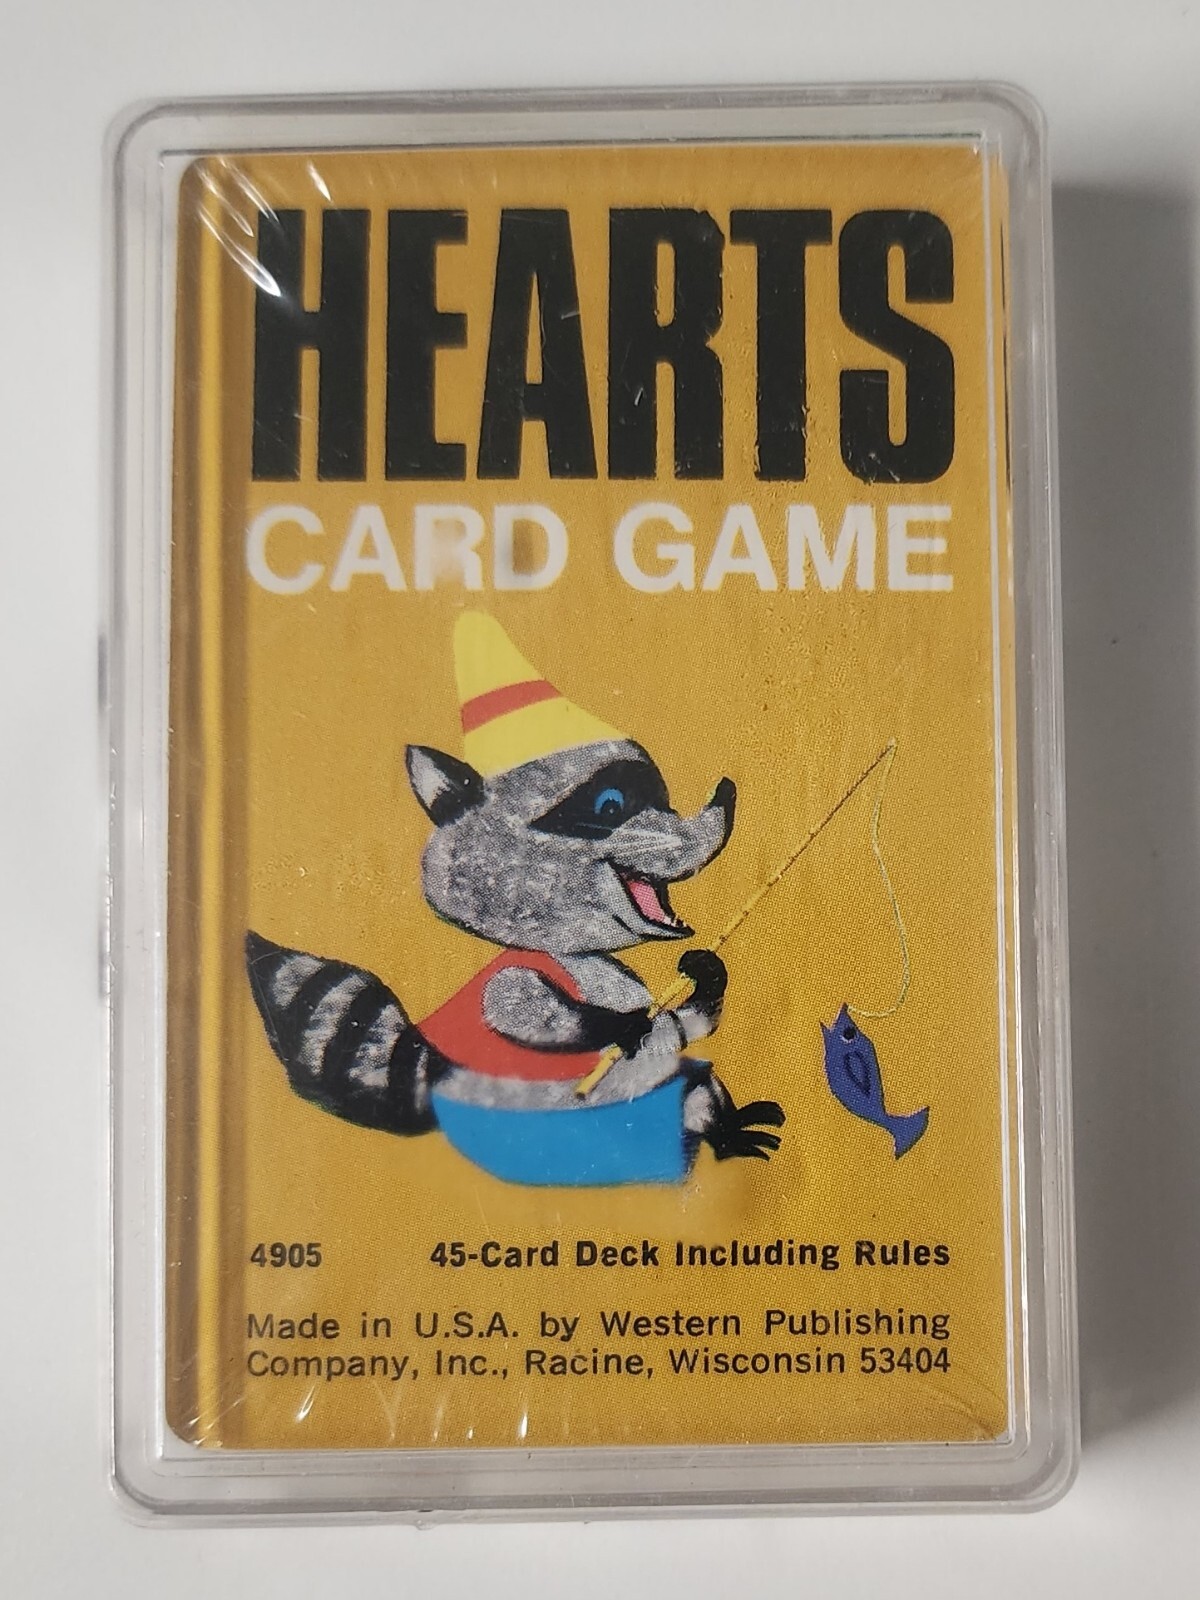 HEARTS
CARD GAME
4905 45-Card Deck Including Rules
Made in U.S.A. by Western Publishing
Company, Inc., Racine, Wisconsin 53404